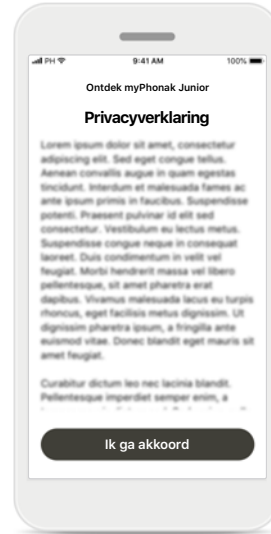 PH
9:41 AM
100%
Ontdek myPhonak Junior
Privacyverklaring
Lorem ipsum dolor sit amet, consectetur
adipiscing elit. Sed eget congue tellus.
Aenean convallis augue in quam egestas
tincidunt. Interdum et malesuada fames ac
ante ipsum primis in faucibus. Suspendisse
potenti. Praesent pulvinar id elit sed
consectetur. Vestibulum eu lectus metus.
Suspendisse congue neque in consequat
laoreet. Duis condimentum in velit vel
feugiat. Morbi hendrerit massa vel libero
pellentesque, sit amet pharetra erat
dapibus. Vivamus malesuada lacus eu turpis
rhoncus, eget facilisis metus dignissim. Ut
dignissim pharetra ipsum, a fringilla ante
euismod vitae. Donec blandit eget mauris sit
amet feugiat.
Curabitur dictum leo nec lacinia blandit.
Pellentesque imperdiet semper enim, a
Ik ga akkoord